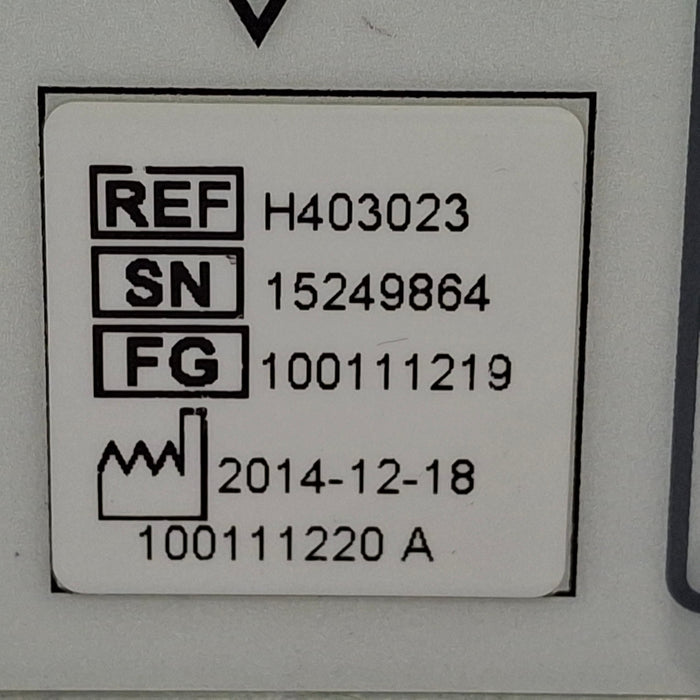 REF H403023
SN 15249864
FG 100111219
2014-12-18
100111220 A